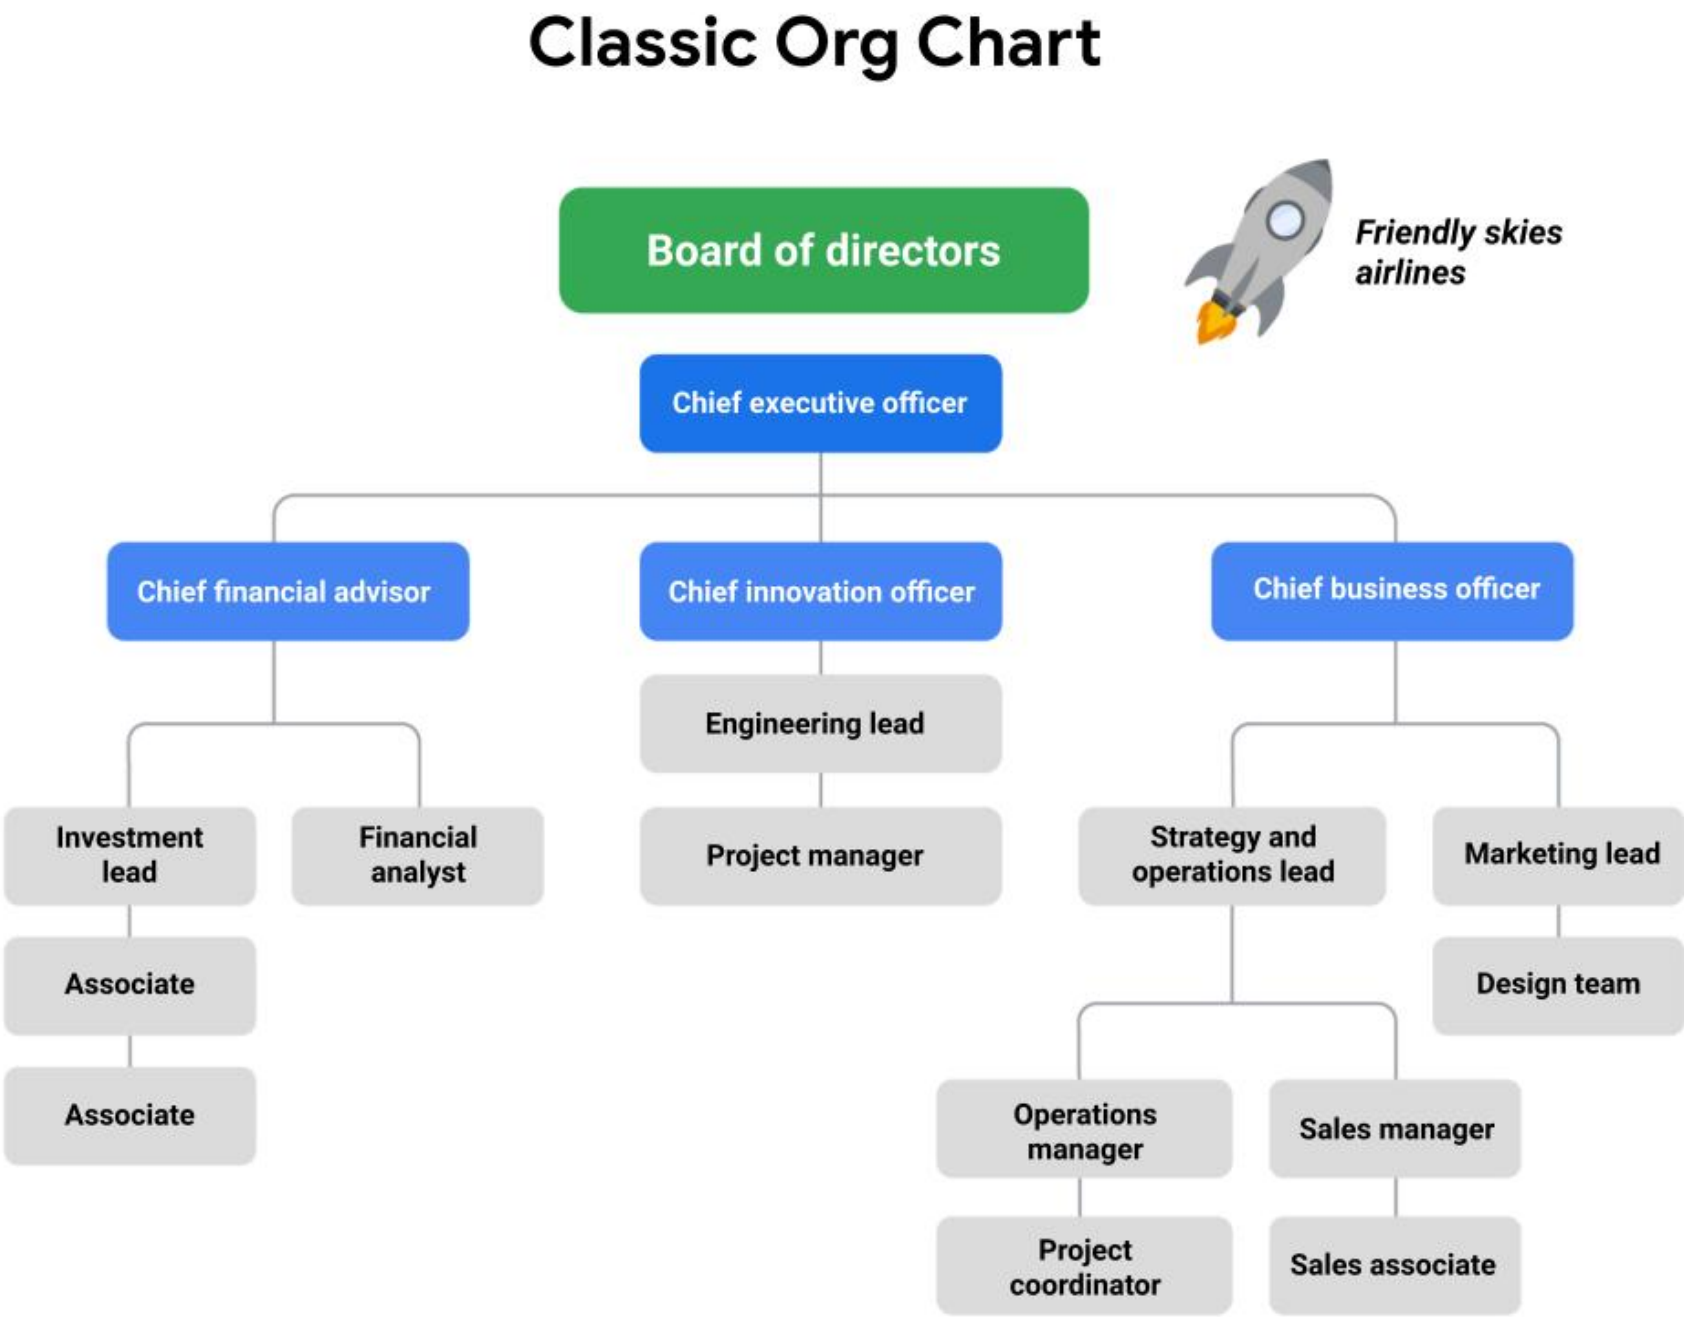 Classic Org Chart
Board of directors
Friendly skies
airlines
Chief executive officer
Chief financial advisor
Chief innovation officer
Chief business officer
Engineering lead
Investment
lead
Financial
analyst
Project manager
Strategy and
operations lead
Marketing lead
Associate
Design team
Associate
Operations
manager
Sales manager
Project
coordinator
Sales associate